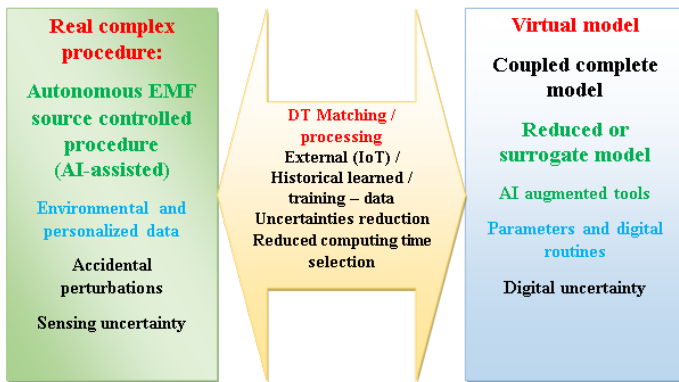 Real complex
procedure:
Autonomous EMF
source controlled
procedure
(AI-assisted)
Environmental and
personalized data
Accidental
perturbations
Sensing uncertainty
DT Matching /
processing
External (IoT) /
Historical learned /
training – data
Uncertainties reduction
Reduced computing time
selection
Virtual model
Coupled complete
model
Reduced or
surrogate model
AI augmented tools
Parameters and digital
routines
Digital uncertainty